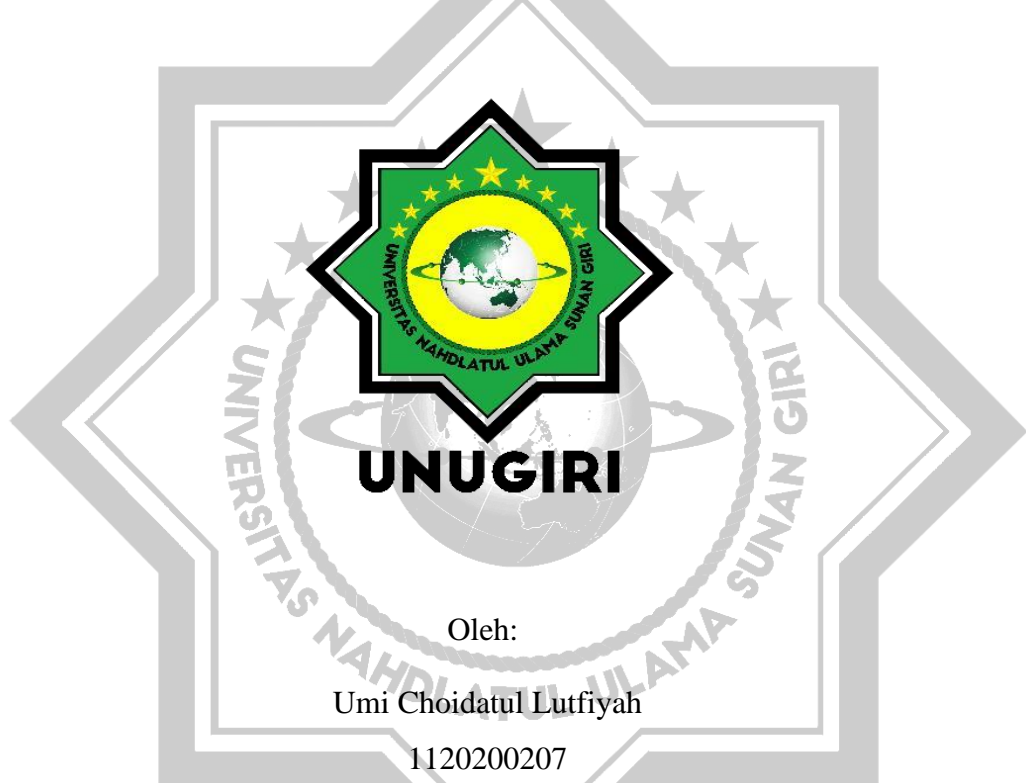 UNIVERSITAS NAHDLATUL ULAMA SUNAN GIRI
UNUGIRI
UNIVERSITAS NAHDLATUL ULAMA SUNAN GIRI
Oleh:
Umi Choidatul Lutfiyah
1120200207